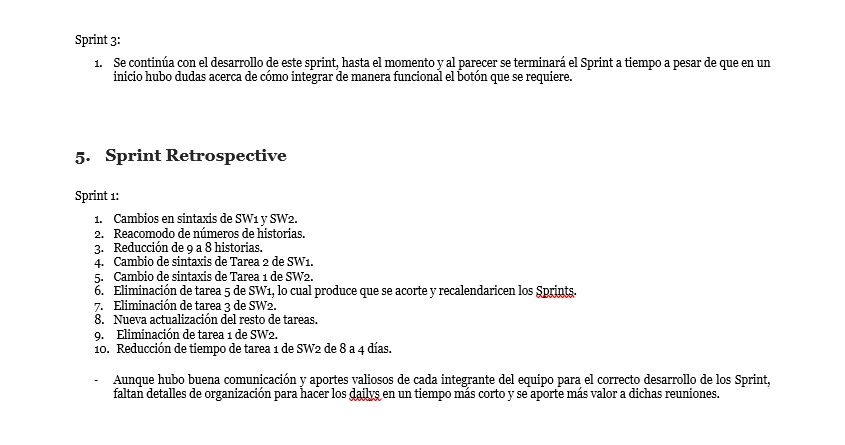 Sprint 3:
1. Se continúa con el desarrollo de este sprint, hasta el momento y al parecer se terminará el Sprint a tiempo a pesar de que en un
inicio hubo dudas acerca de cómo integrar de manera funcional el botón que se requiere.
5. Sprint Retrospective
Sprint 1:
1. Cambios en sintaxis de SW1 y SW2.
2. Reacomodo de números de historias.
3. Reducción de 9 a 8 historias.
4. Cambio de sintaxis de Tarea 2 de SW1.
5. Cambio de sintaxis de Tarea 1 de SW2.
6. Eliminación de tarea 5 de SW1, lo cual produce que se acorte y recalendaricen los Sprints.
7. Eliminación de tarea 3 de SW2.
8. Nueva actualización del resto de tareas.
9. Eliminación de tarea 1 de SW2.
10. Reducción de tiempo de tarea 1 de SW2 de 8 a 4 días.
- Aunque hubo buena comunicación y aportes valiosos de cada integrante del equipo para el correcto desarrollo de los Sprint,
faltan detalles de organización para hacer los dailys en un tiempo más corto y se aporte más valor a dichas reuniones.